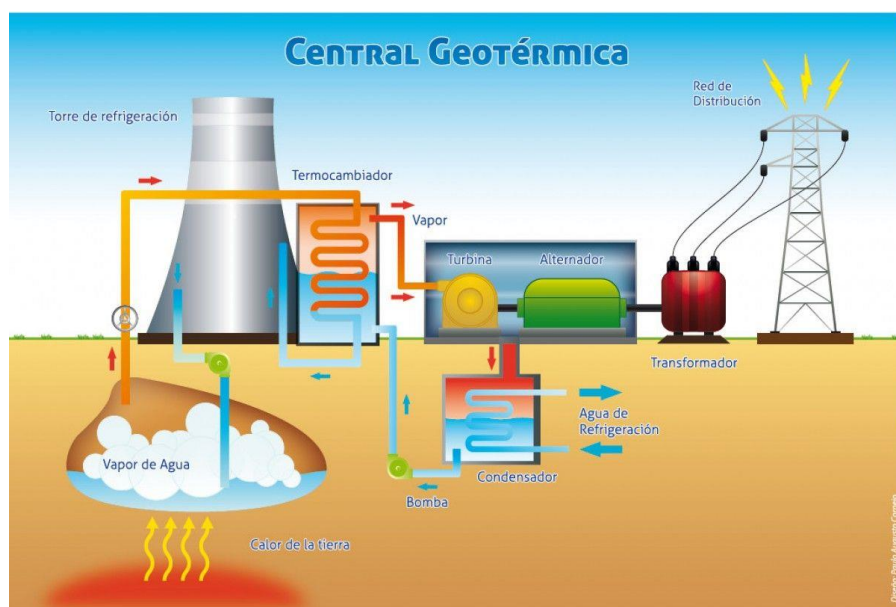 Central Geotérmica
Red de
Distribución
Torre de refrigeración
Termocambiador
Vapor
Turbina
Alternador
Transformador
Agua de
Refrigeración
Vapor de Agua
Condensador
Bomba
Calor de la tierra